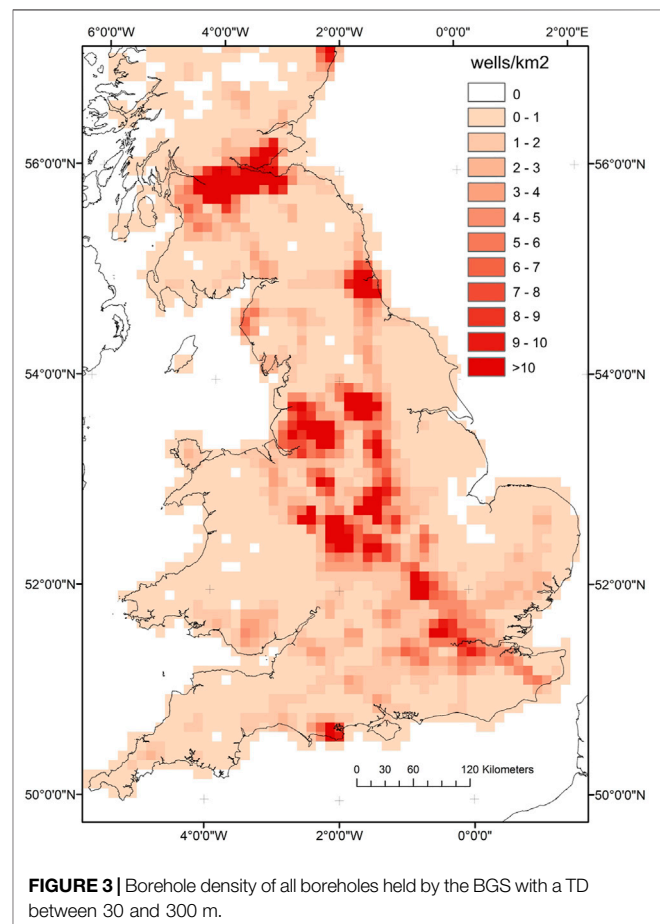 6°0'0"W 4°0'0"W 2°0'0"W 0°0'0" 2°0'0"E
wells/km2
0
0 - 1
1 - 2
2 - 3
3 - 4
4 - 5
5 - 6
6 - 7
7 - 8
8 - 9
9 - 10
>10
56°0'0"N 56°0'0"N
54°0'0"N 54°0'0"N
52°0'0"N 52°0'0"N
50°0'0"N 50°0'0"N
0 30 60 120 Kilometers
4°0'0"W 2°0'0"W 0°0'0"
FIGURE 3 | Borehole density of all boreholes held by the BGS with a TD
between 30 and 300 m.